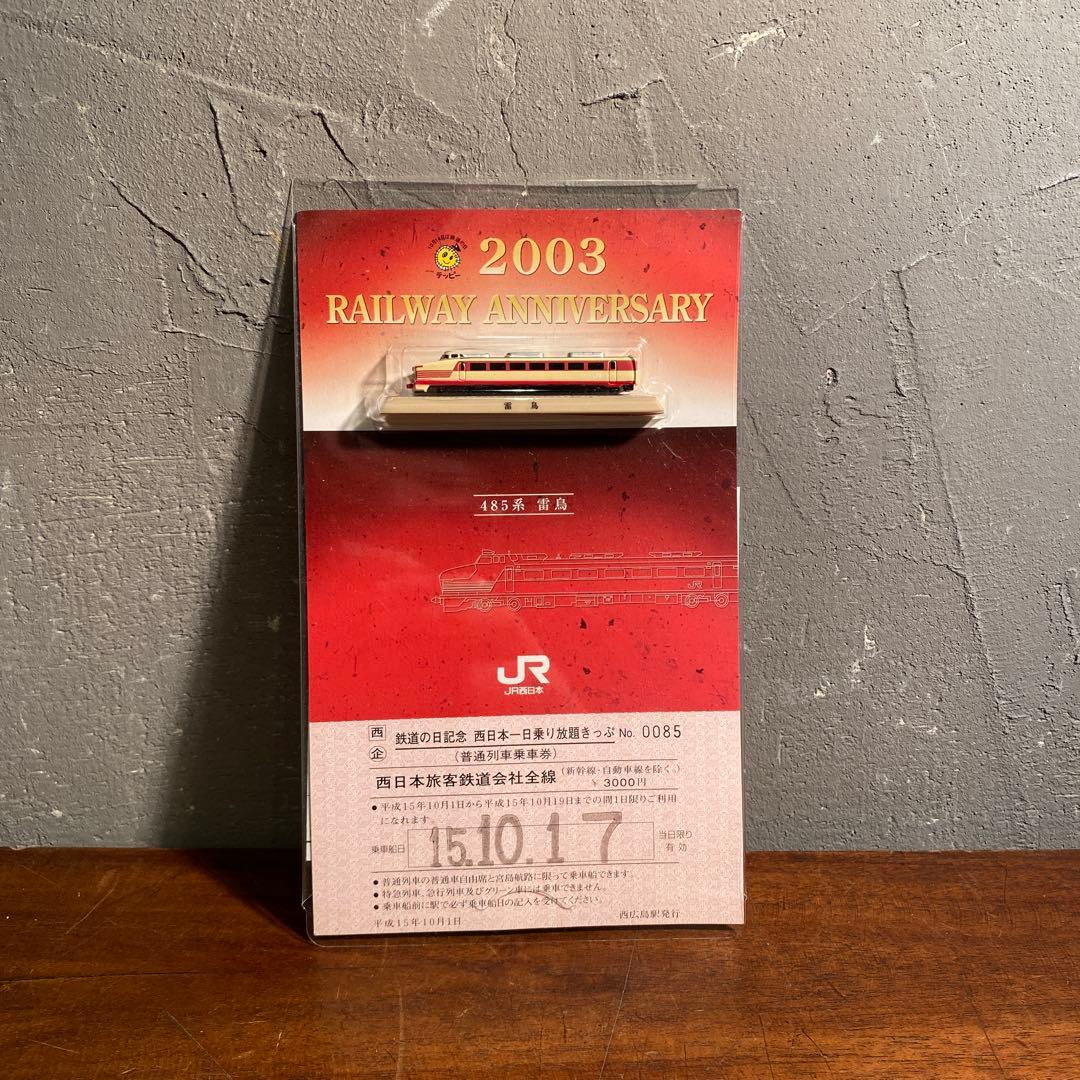 2003
テッピー
RAILWAY ANNIVERSARY
雷鳥
485系 雷鳥
JR
JR
JR西日本
西企
鉄道の日記念 西日本一日乗り放題きっぷ No. 0085
(普通列車乗車券)
西日本旅客鉄道会社全線 (新幹線・自動車線を除く。)
¥ 3000円
●平成15年10月1日から平成15年10月19日までの間1日限りご利用
になれます。
乗車船日 15.10.17 当日限り有効
●普通列車の普通車自由席と宮島航路に限って乗車船できます。
●特急列車、急行列車及びグリーン車には乗車できません。
●乗車船前に駅で必ず乗車船日の記入を受けてください。
平成15年10月1日 西広島駅発行